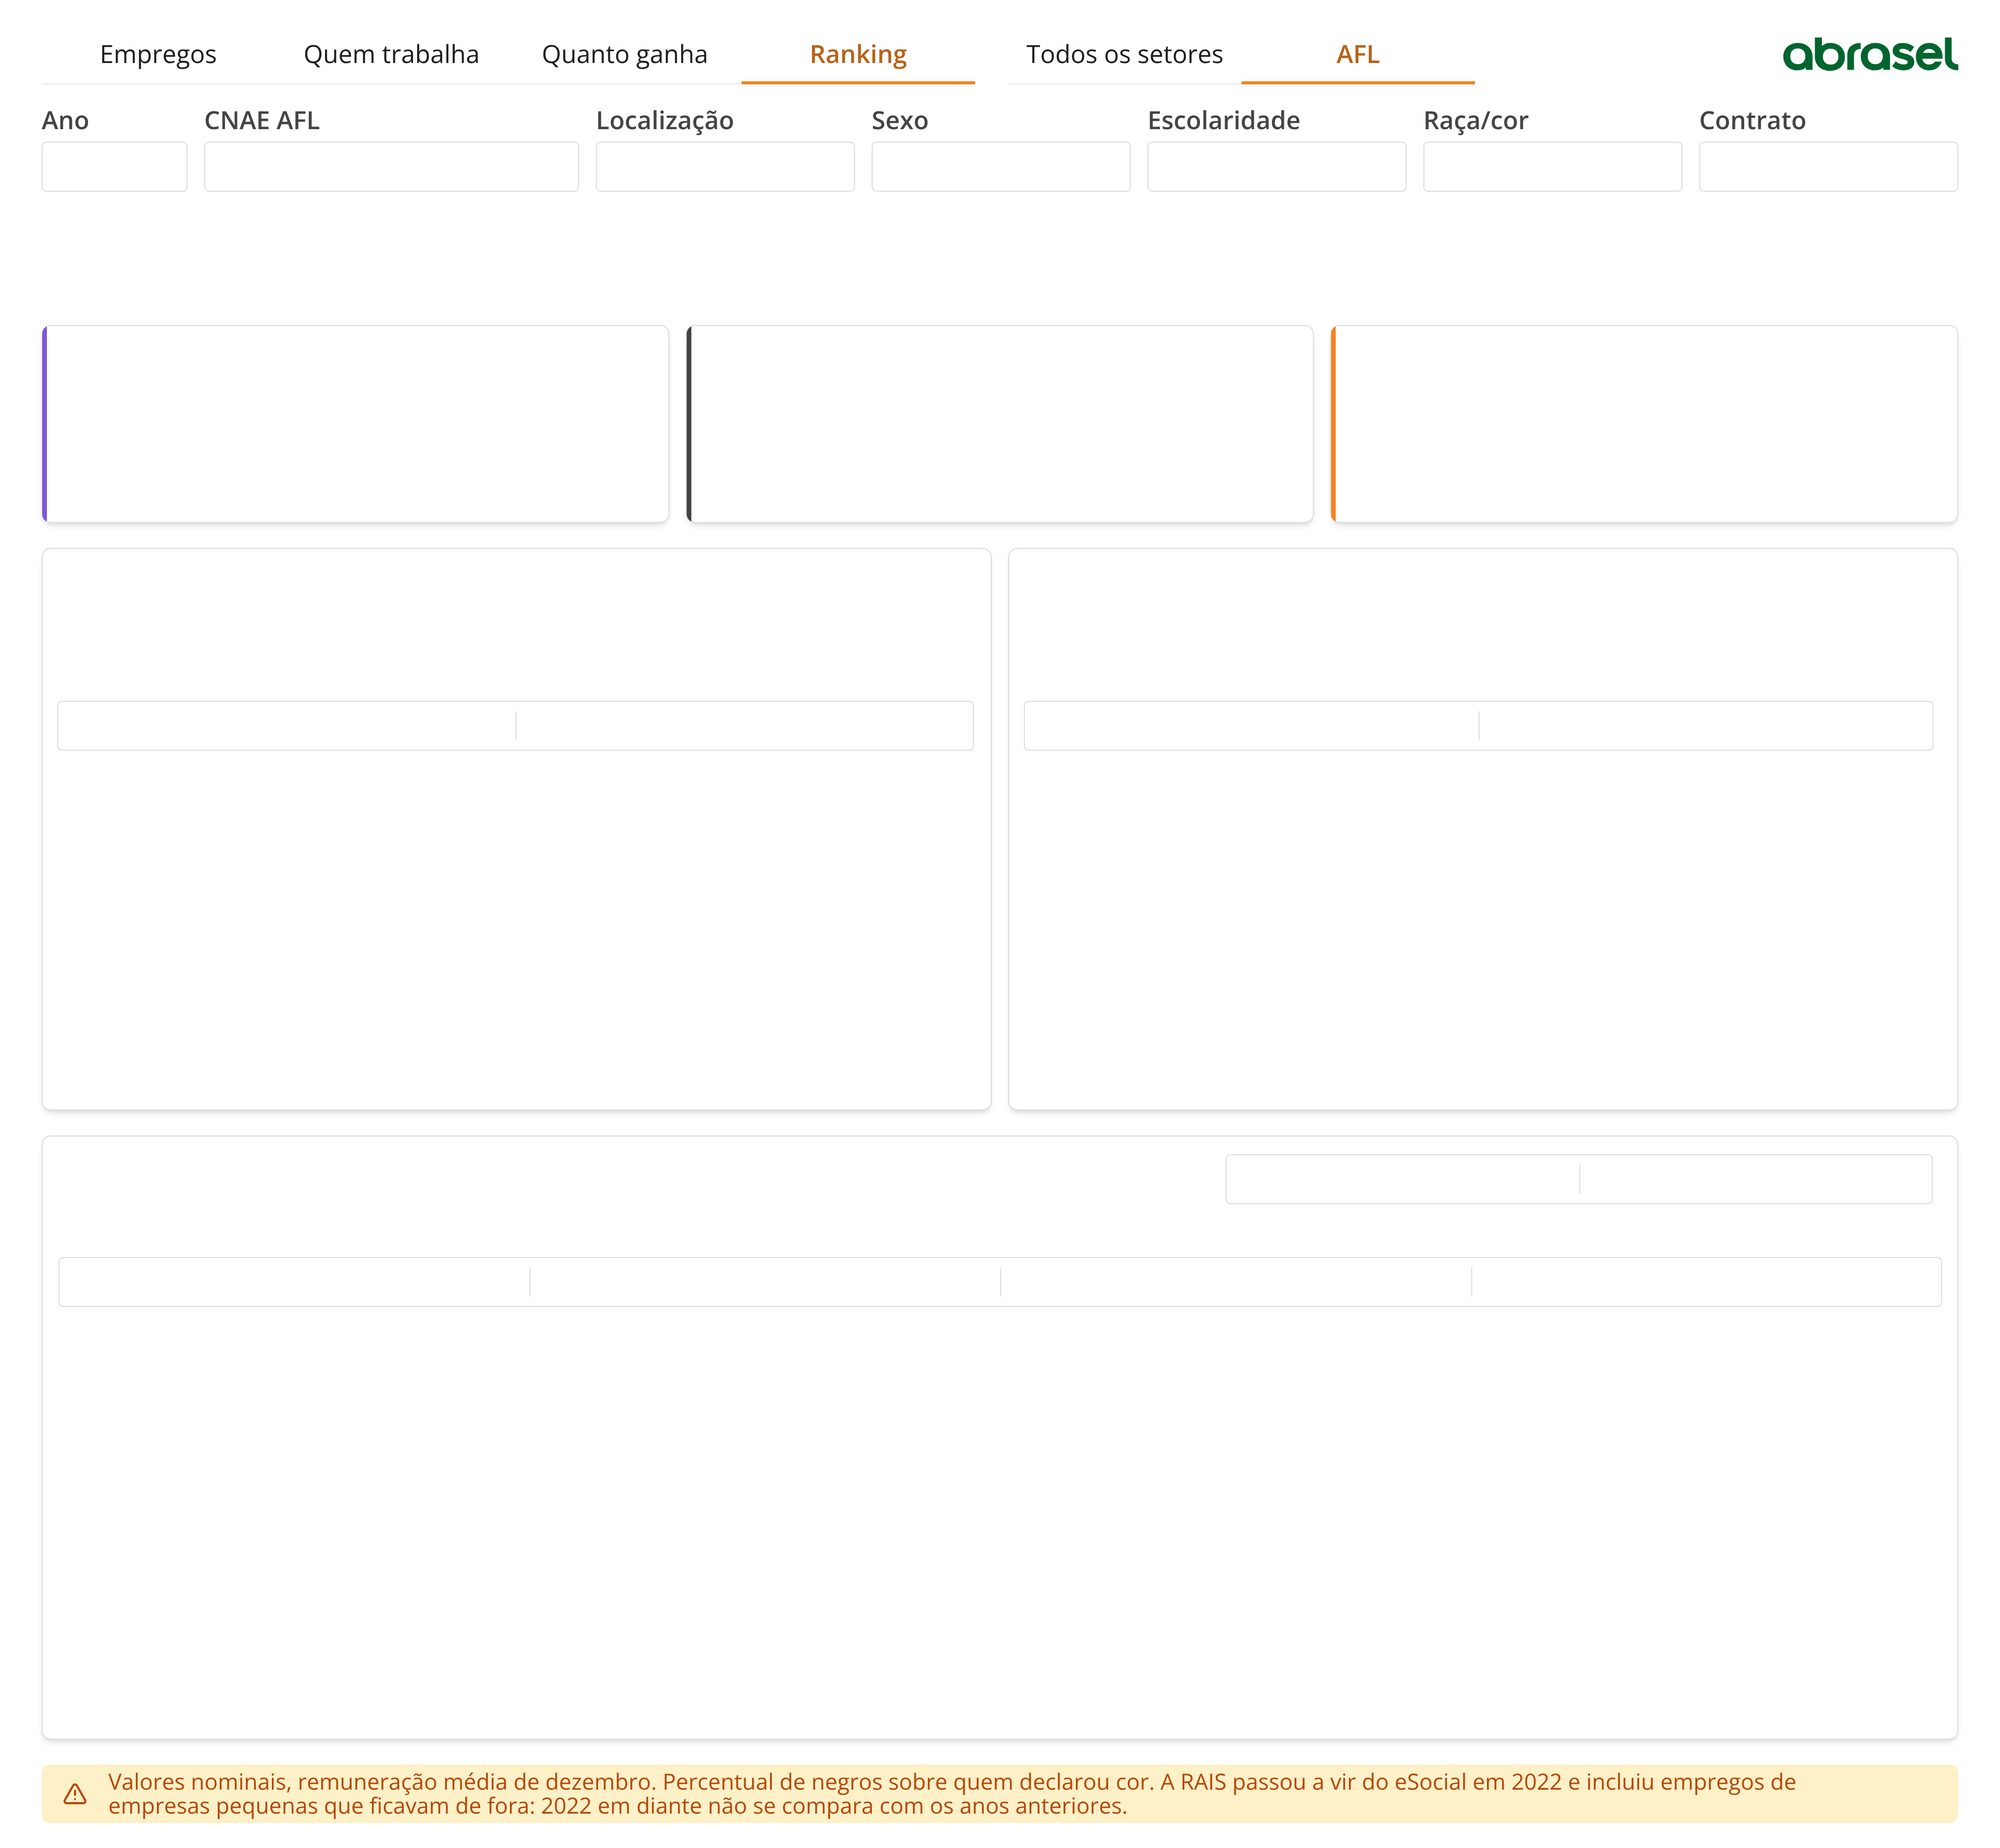 Empregos Quem trabalha Quanto ganha Ranking Todos os setores AFL abrasel
Ano CNAE AFL Localização Sexo Escolaridade Raça/cor Contrato
Valores nominais, remuneração média de dezembro. Percentual de negros sobre quem declarou cor. A RAIS passou a vir do eSocial em 2022 e incluiu empregos de
empresas pequenas que ficavam de fora: 2022 em diante não se compara com os anos anteriores.